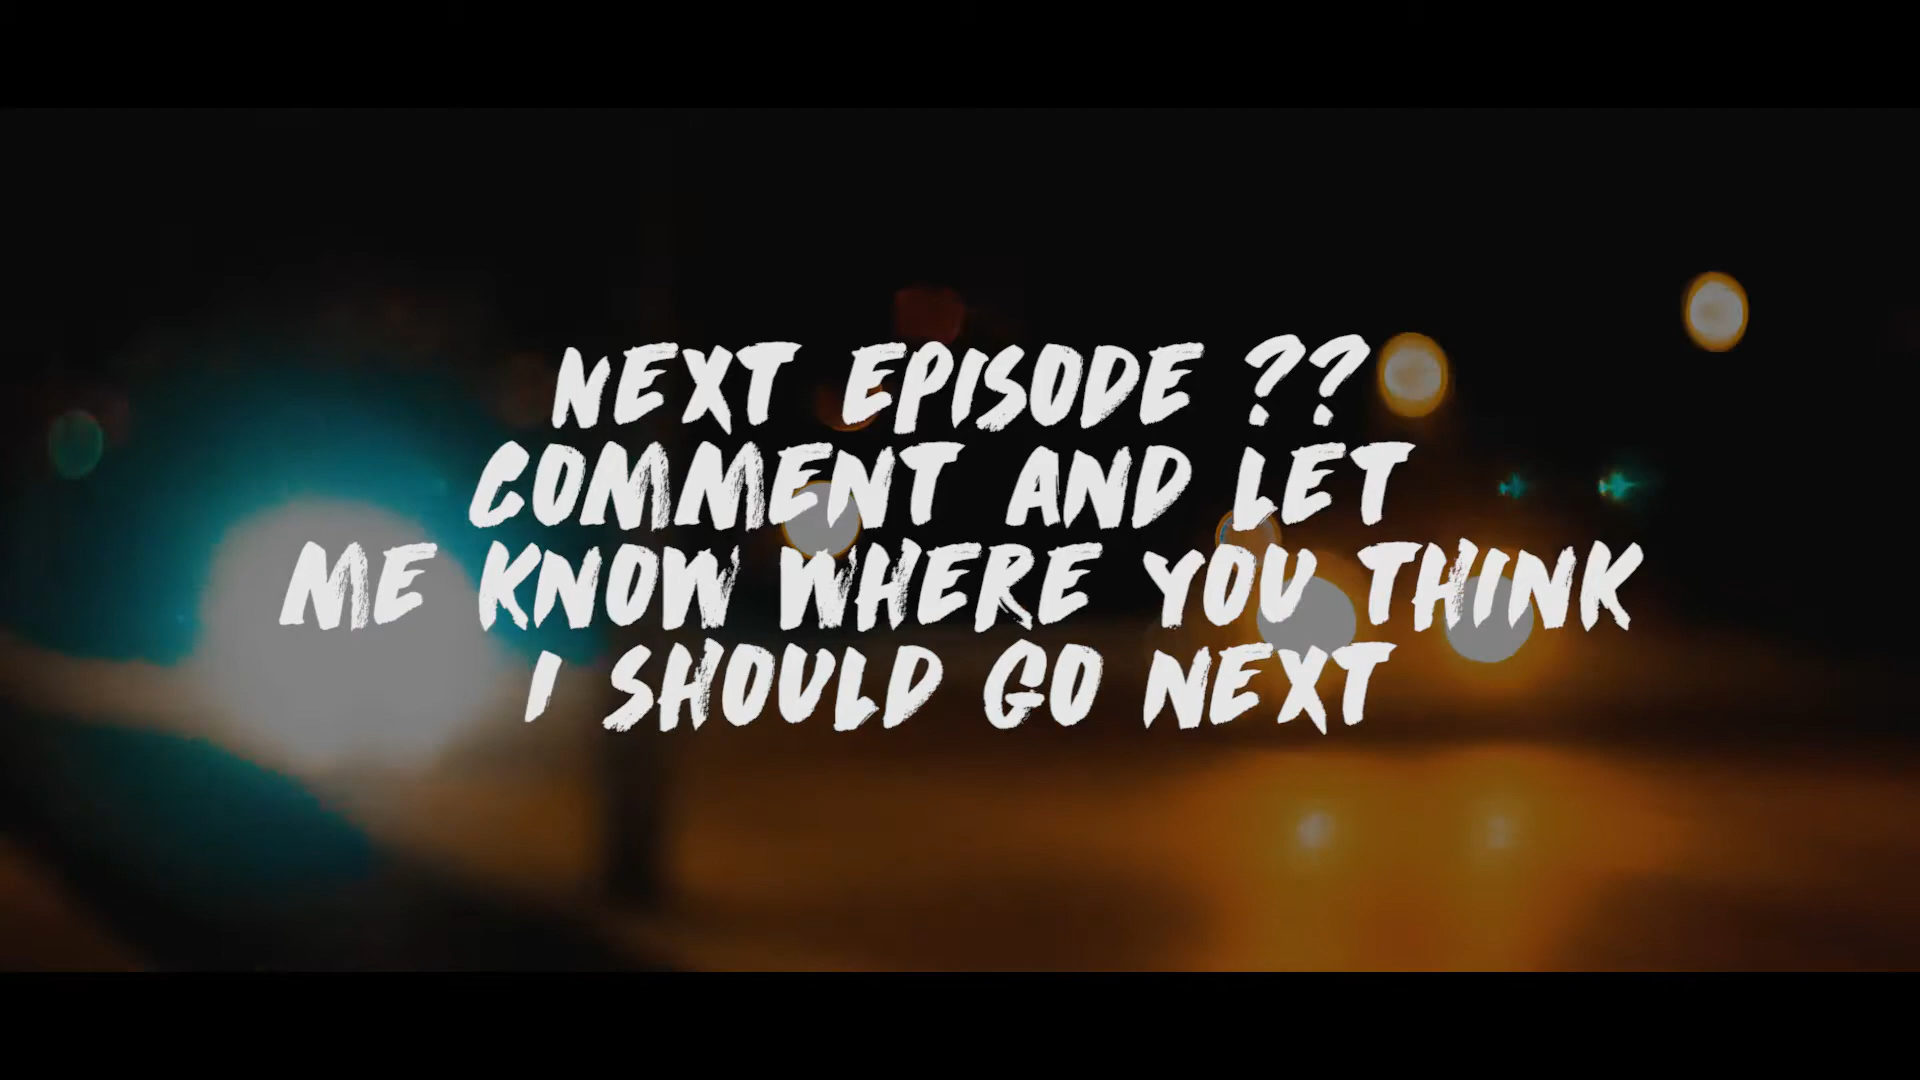 NEXT EPISODE ??
COMMENT AND LET
ME KNOW WHERE YOU THINK
I SHOULD GO NEXT